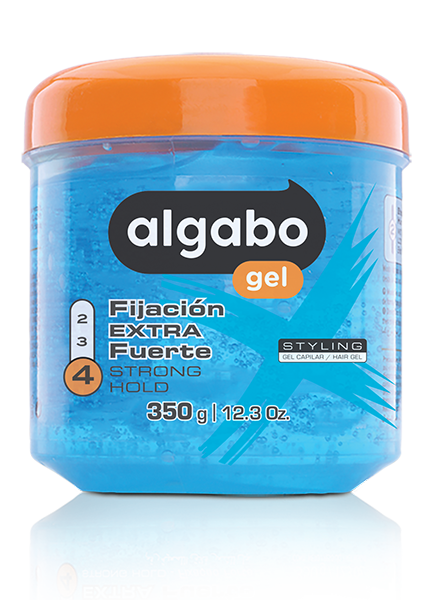 algabo
gel
2
3
4
Fijación
EXTRA
Fuerte
STRONG
HOLD
STYLING
GEL CAPILAR / HAIR GEL
350 g | 12.3 Oz.